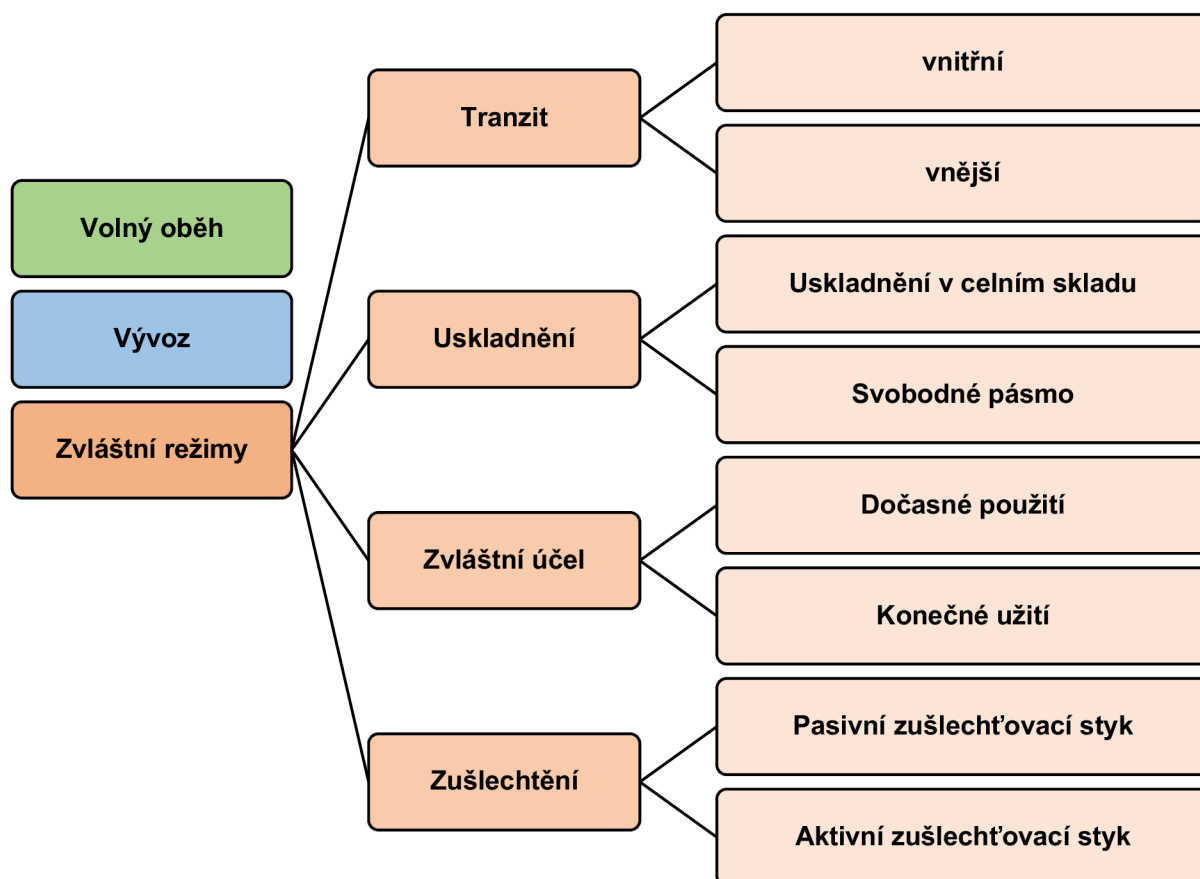 Volný oběh
Vývoz
Zvláštní režimy
Tranzit
vnitřní
vnější
Uskladnění
Uskladnění v celním skladu
Svobodné pásmo
Zvláštní účel
Dočasné použití
Konečné užití
Zušlechtění
Pasivní zušlechťovací styk
Aktivní zušlechťovací styk